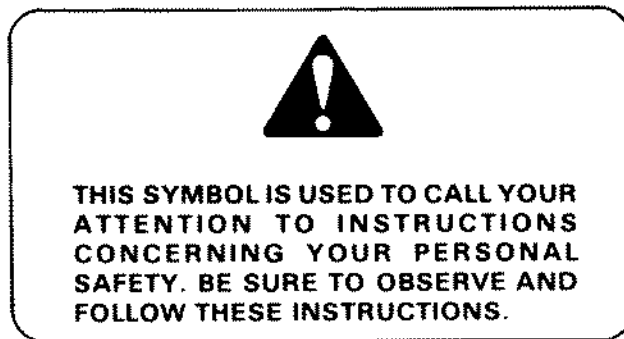 THIS SYMBOL IS USED TO CALL YOUR
ATTENTION TO INSTRUCTIONS
CONCERNING YOUR PERSONAL
SAFETY. BE SURE TO OBSERVE AND
FOLLOW THESE INSTRUCTIONS.